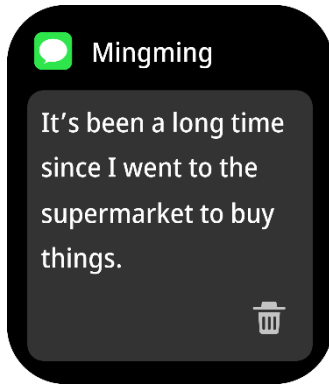 Mingming
It’s been a long time
since I went to the
supermarket to buy
things.